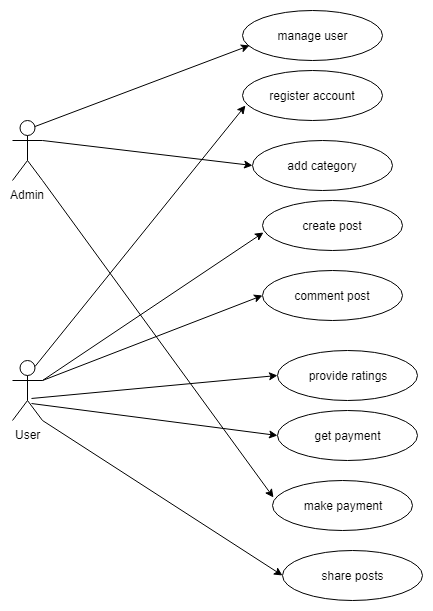 manage user
register account
Admin
add category
create post
comment post
User
provide ratings
get payment
make payment
share posts